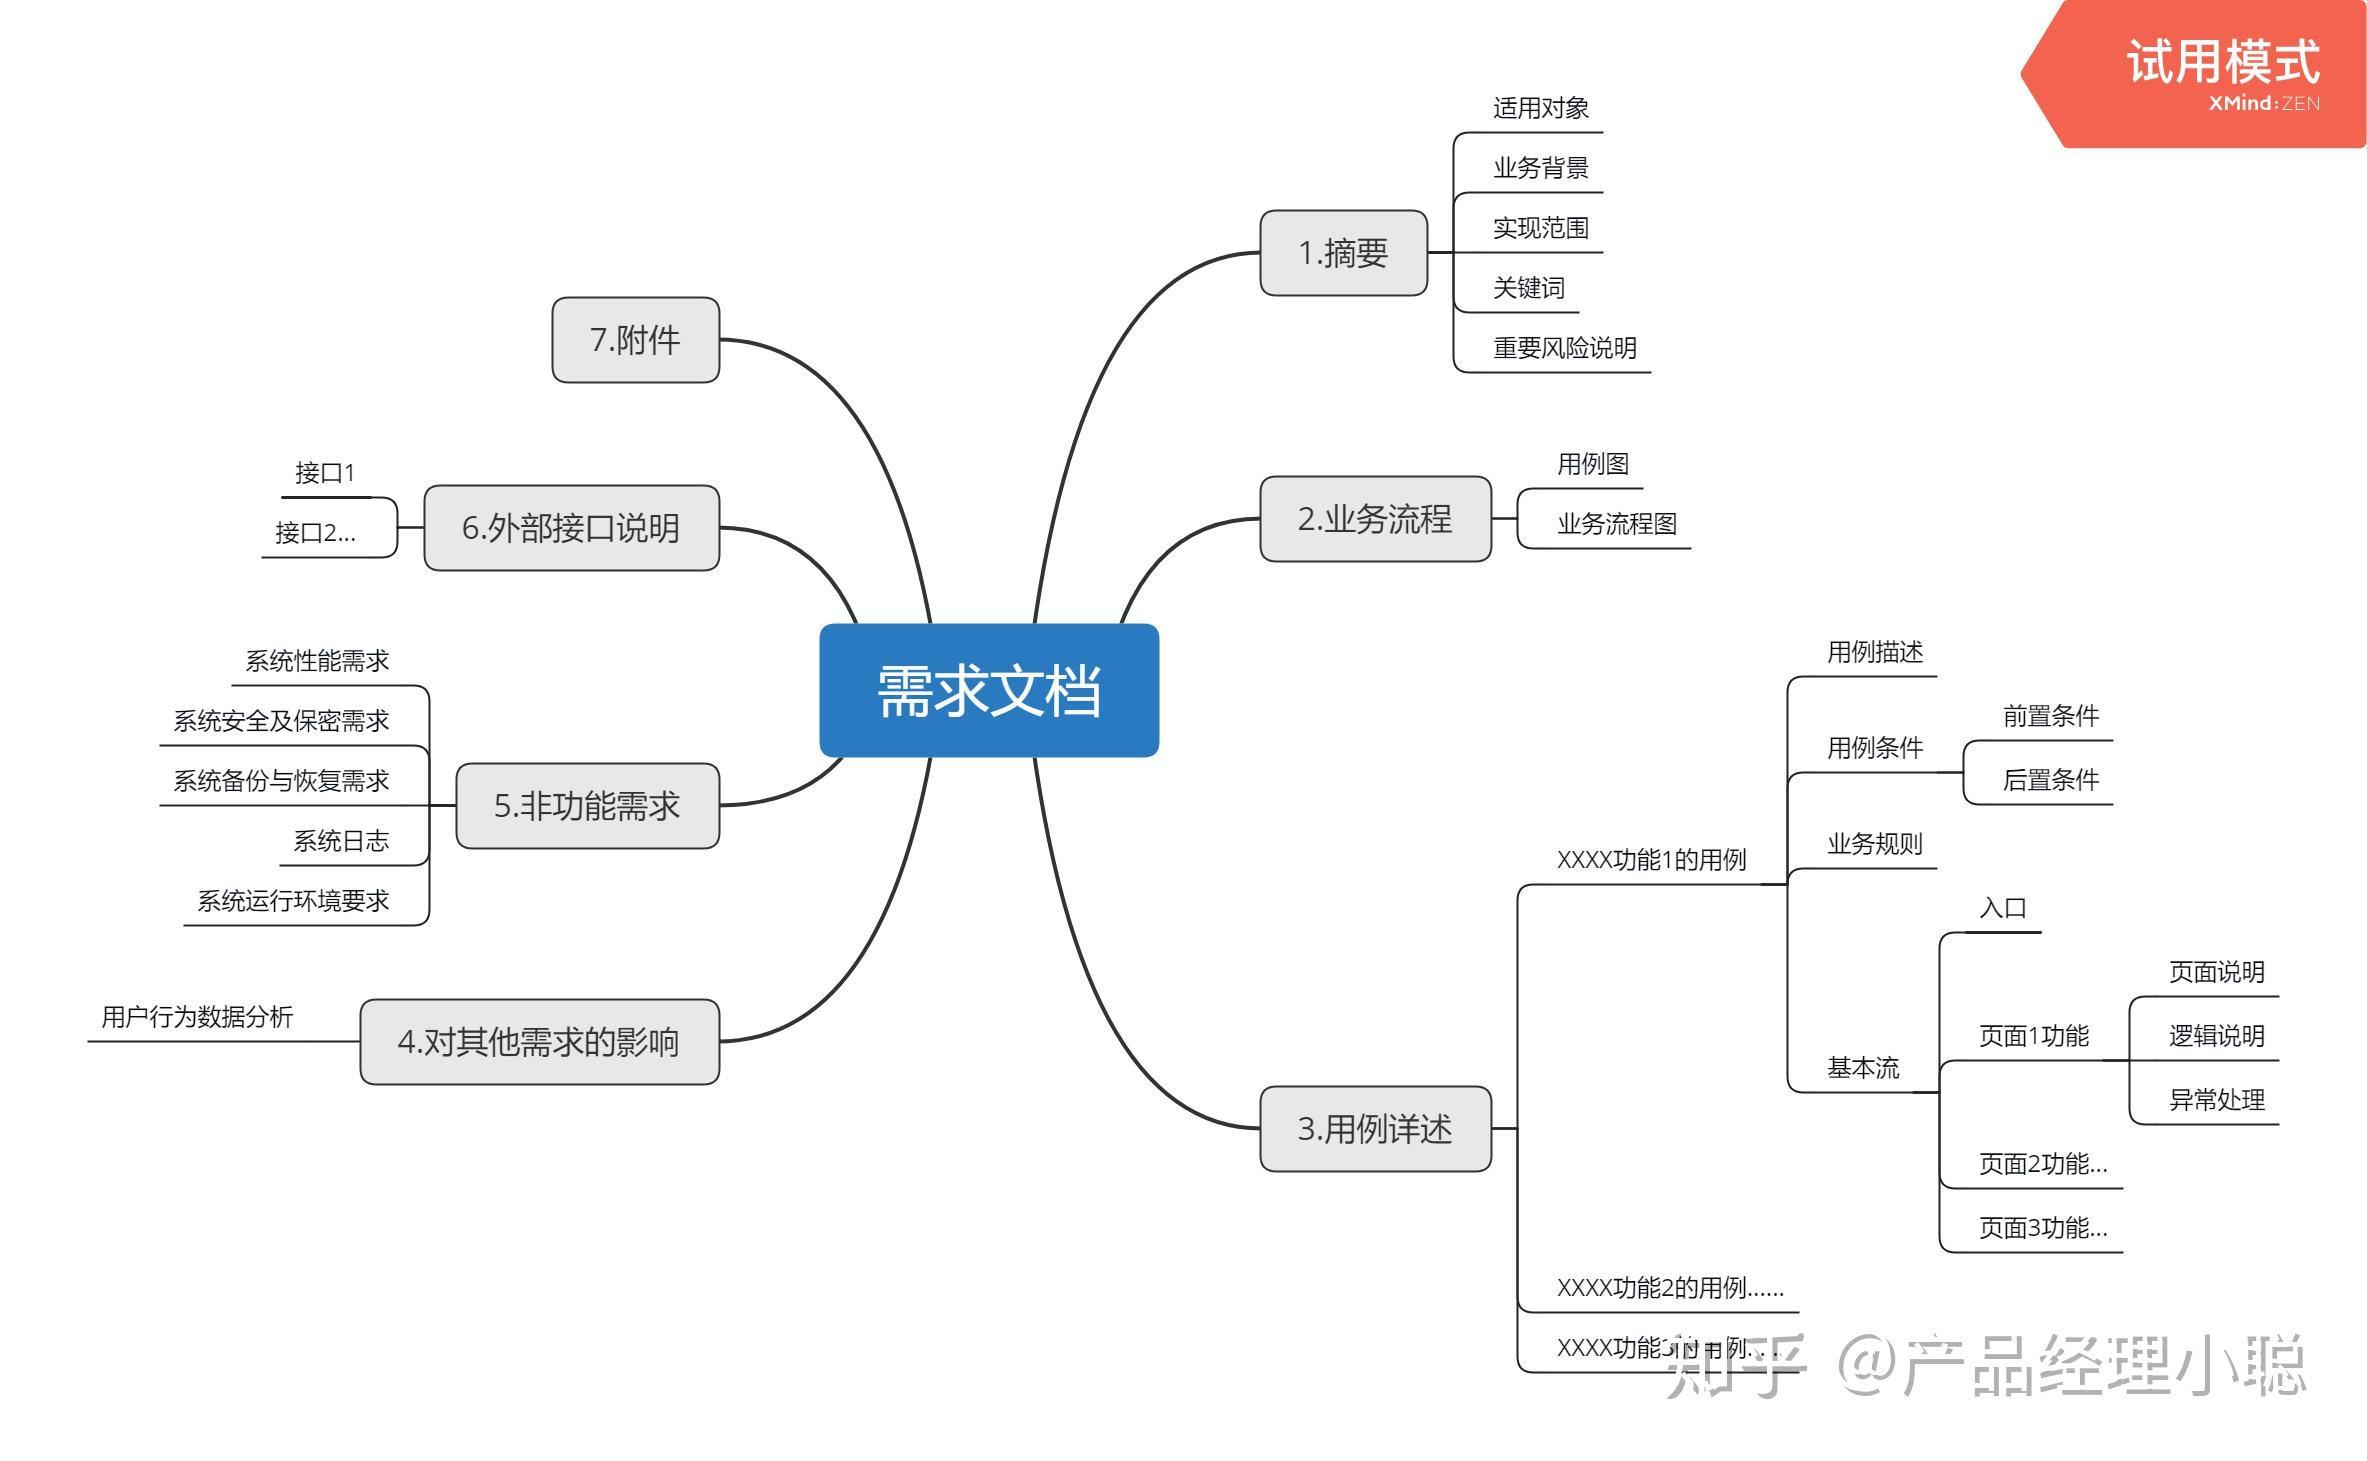 试用模式
XMind:ZEN
需求文档
1.摘要
适用对象
业务背景
实现范围
关键词
重要风险说明
2.业务流程
用例图
业务流程图
3.用例详述
XXXX功能1的用例
用例描述
用例条件
前置条件
后置条件
业务规则
基本流
入口
页面1功能
页面说明
逻辑说明
异常处理
页面2功能...
页面3功能...
XXXX功能2的用例......
XXXX功能3的用例......
4.对其他需求的影响
用户行为数据分析
5.非功能需求
系统性能需求
系统安全及保密需求
系统备份与恢复需求
系统日志
系统运行环境要求
6.外部接口说明
接口1
接口2...
7.附件
知乎 @产品经理小聪